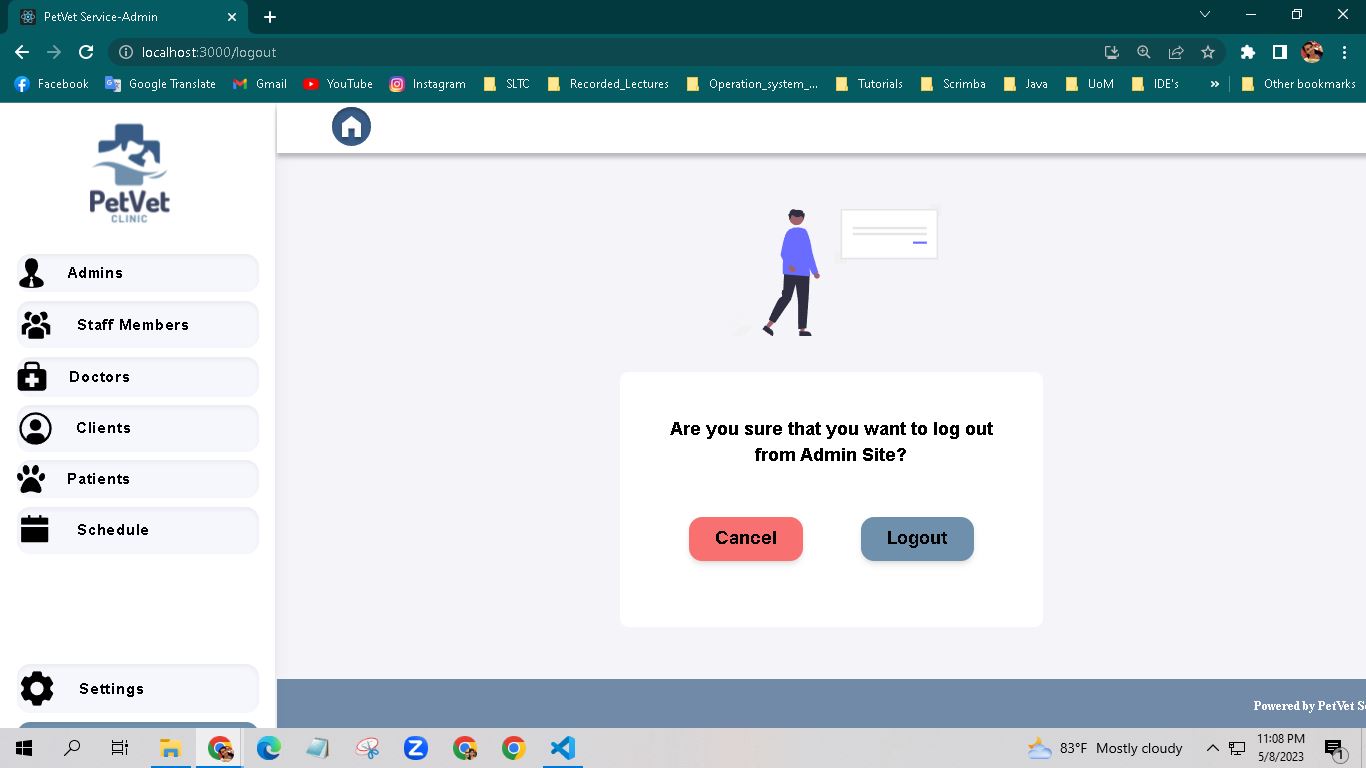 PetVet Service-Admin
localhost:3000/logout
Facebook Google Translate Gmail YouTube Instagram SLTC Recorded_Lectures Operation_system_... Tutorials Scrimba Java UoM IDE's » Other bookmarks
PetVet
CLINIC
Admins
Staff Members
Doctors
Clients
Patients
Schedule
Settings
Are you sure that you want to log out
from Admin Site?
Cancel Logout
Powered by PetVet
83°F Mostly cloudy
11:08 PM
5/8/2023
1